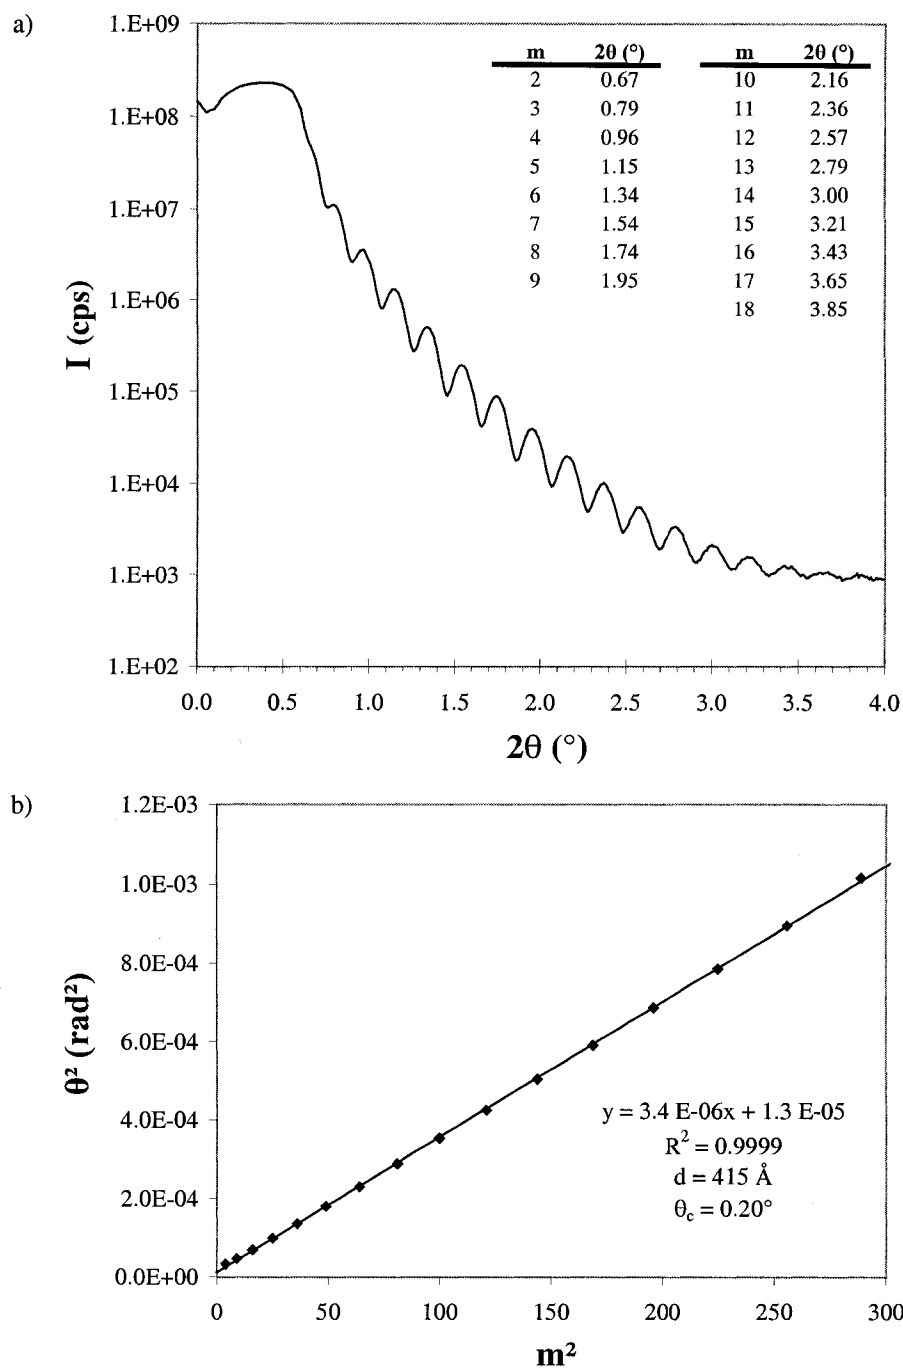 a)
1.E+09
1.E+08
1.E+07
1.E+06
1.E+05
1.E+04
1.E+03
1.E+02
I (cps)
m 2θ (°) m 2θ (°)
2 0.67 10 2.16
3 0.79 11 2.36
4 0.96 12 2.57
5 1.15 13 2.79
6 1.34 14 3.00
7 1.54 15 3.21
8 1.74 16 3.43
9 1.95 17 3.65
18 3.85
0.0 0.5 1.0 1.5 2.0 2.5 3.0 3.5 4.0
2θ (°)
b)
1.2E-03
1.0E-03
8.0E-04
6.0E-04
4.0E-04
2.0E-04
0.0E+00
θ² (rad²)
y = 3.4 E-06x + 1.3 E-05
R² = 0.9999
d = 415 Å
θc = 0.20°
0 50 100 150 200 250 300
m²